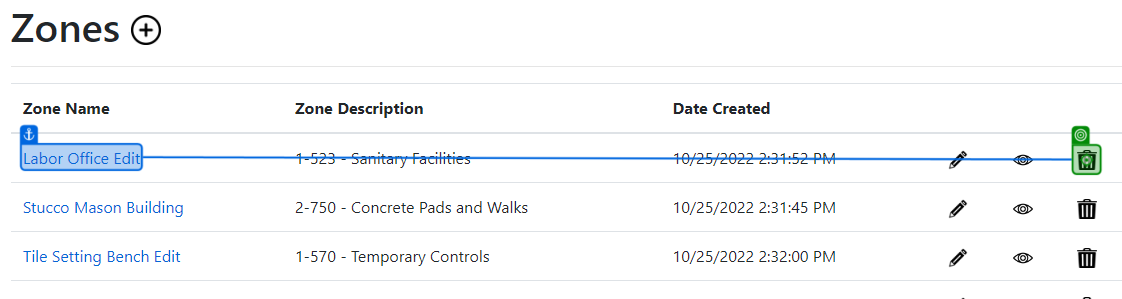 Zones
Zone Name Zone Description Date Created
Labor Office Edit 1-523 - Sanitary Facilities 10/25/2022 2:31:52 PM
Stucco Mason Building 2-750 - Concrete Pads and Walks 10/25/2022 2:31:45 PM
Tile Setting Bench Edit 1-570 - Temporary Controls 10/25/2022 2:32:00 PM